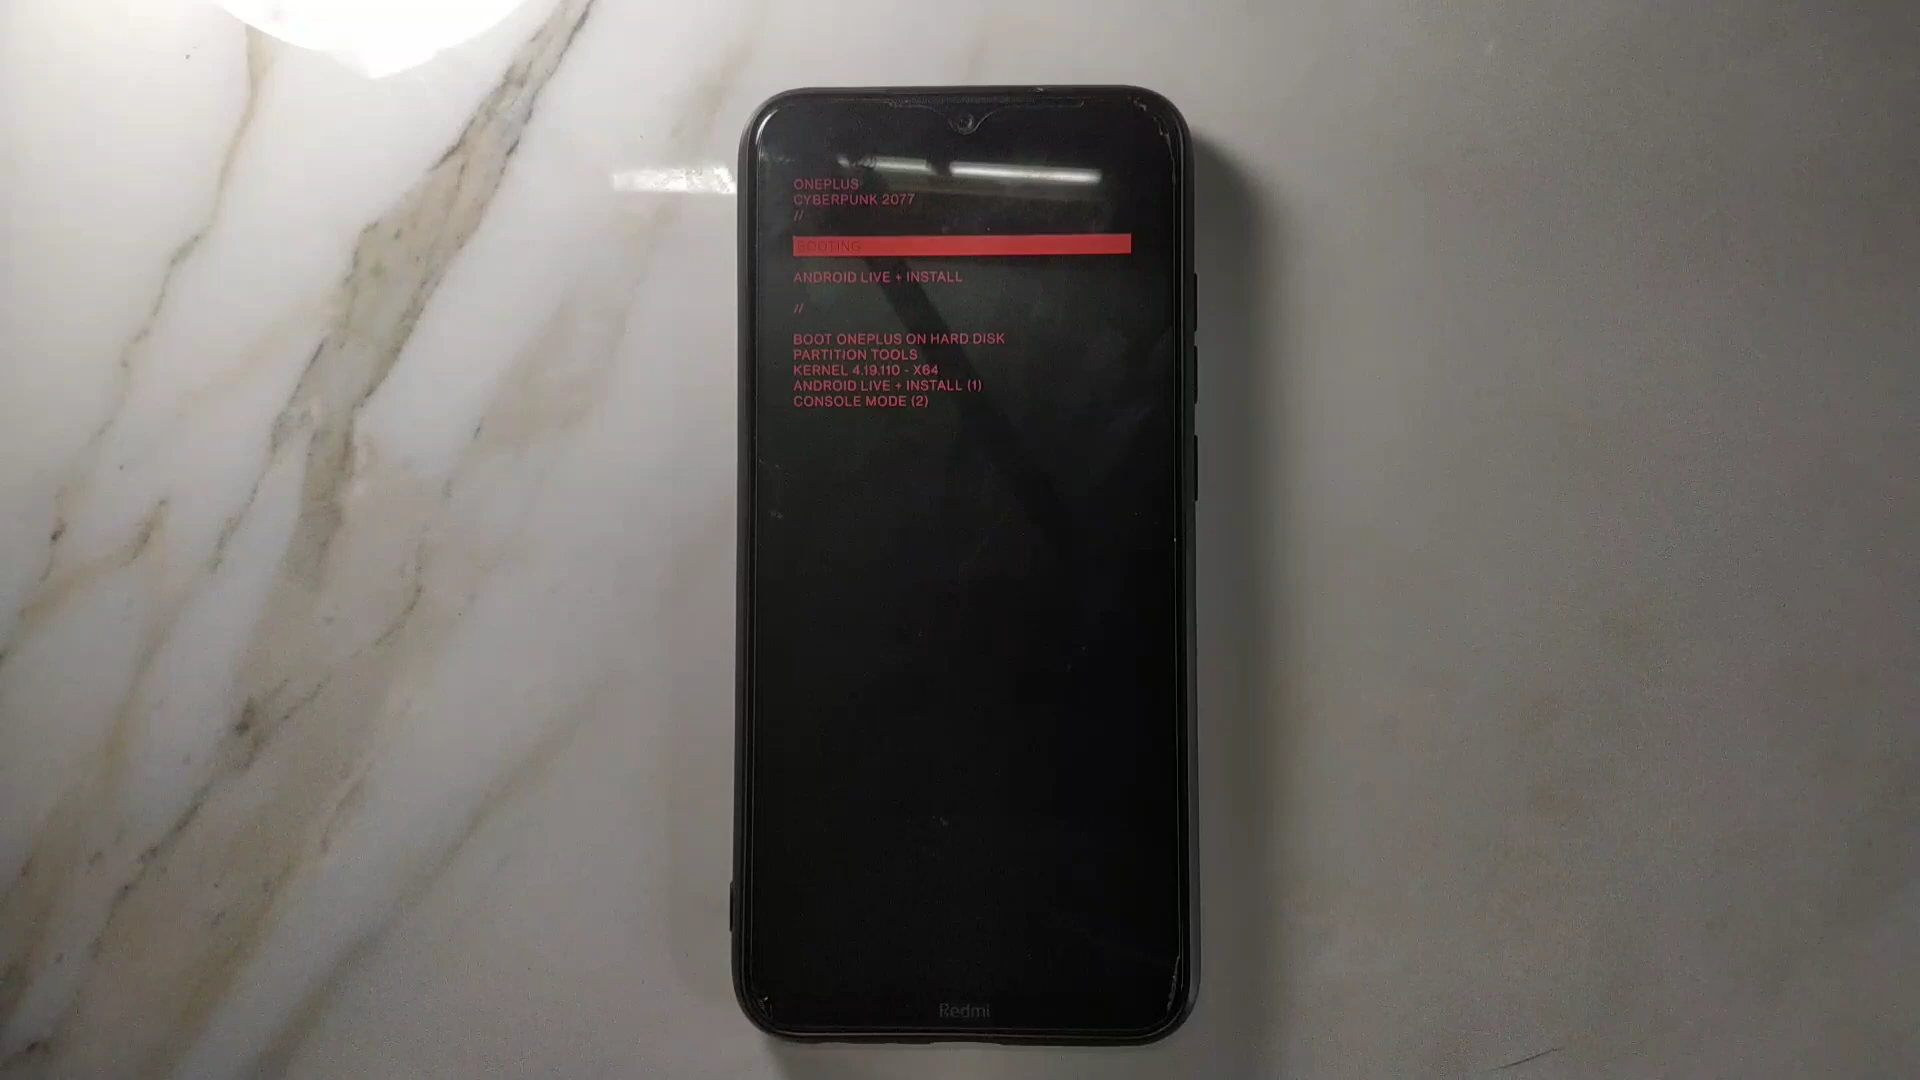 ONEPLUS
CYBERPUNK 2077
//
BOOTING
ANDROID LIVE + INSTALL
//
BOOT ONEPLUS ON HARD DISK
PARTITION TOOLS
KERNEL 4.19.110 - X64
ANDROID LIVE + INSTALL (1)
CONSOLE MODE (2)
Redmi